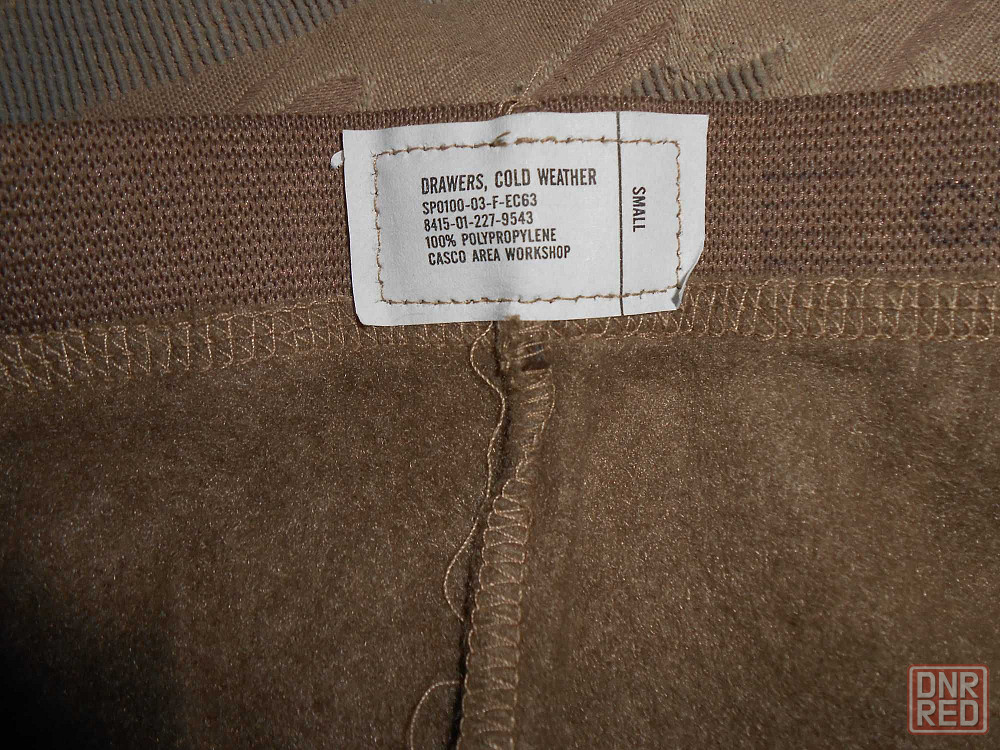 DRAWERS, COLD WEATHER
SP0100-03-F-EC63
8415-01-227-9543
100% POLYPROPYLENE
CASCO AREA WORKSHOP
SMALL
DNR
RED